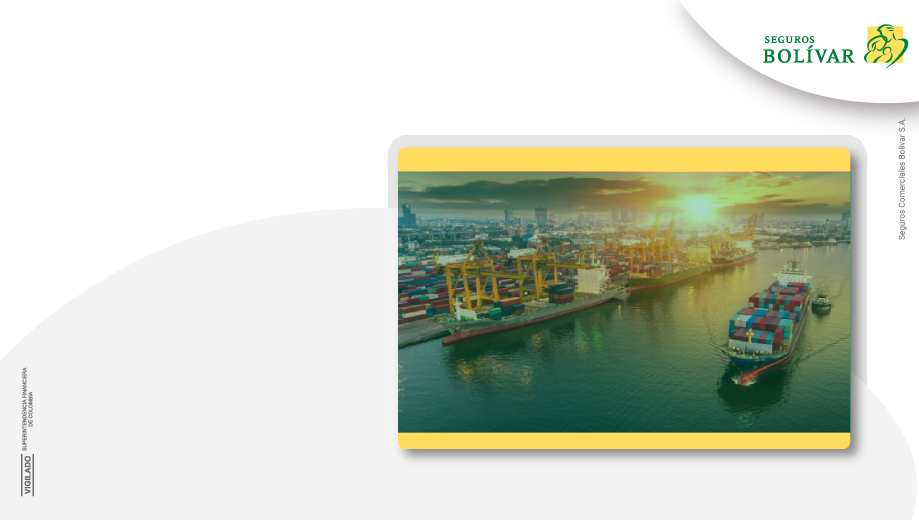 SEGUROS
BOLÍVAR
Seguros Comerciales Bolívar S.A.
VIGILADO
SUPERINTENDENCIA FINANCIERA
DE COLOMBIA